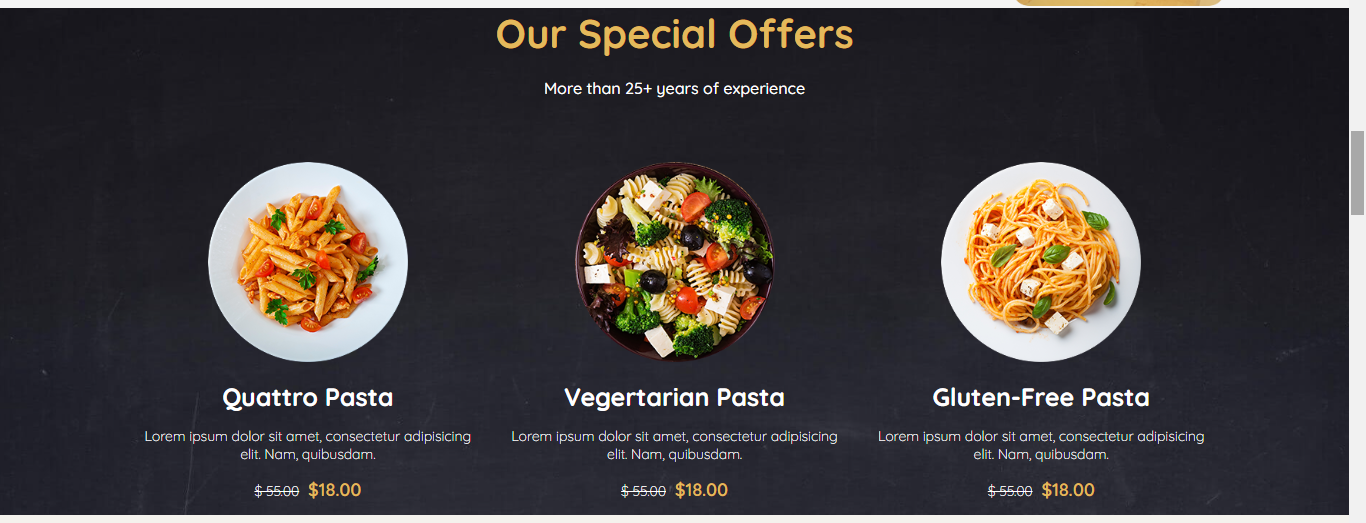 Our Special Offers
More than 25+ years of experience
Quattro Pasta
Vegertarian Pasta
Gluten-Free Pasta
Lorem ipsum dolor sit amet, consectetur adipisicing
elit. Nam, quibusdam.
Lorem ipsum dolor sit amet, consectetur adipisicing
elit. Nam, quibusdam.
Lorem ipsum dolor sit amet, consectetur adipisicing
elit. Nam, quibusdam.
$ 55.00 $18.00
$ 55.00 $18.00
$ 55.00 $18.00